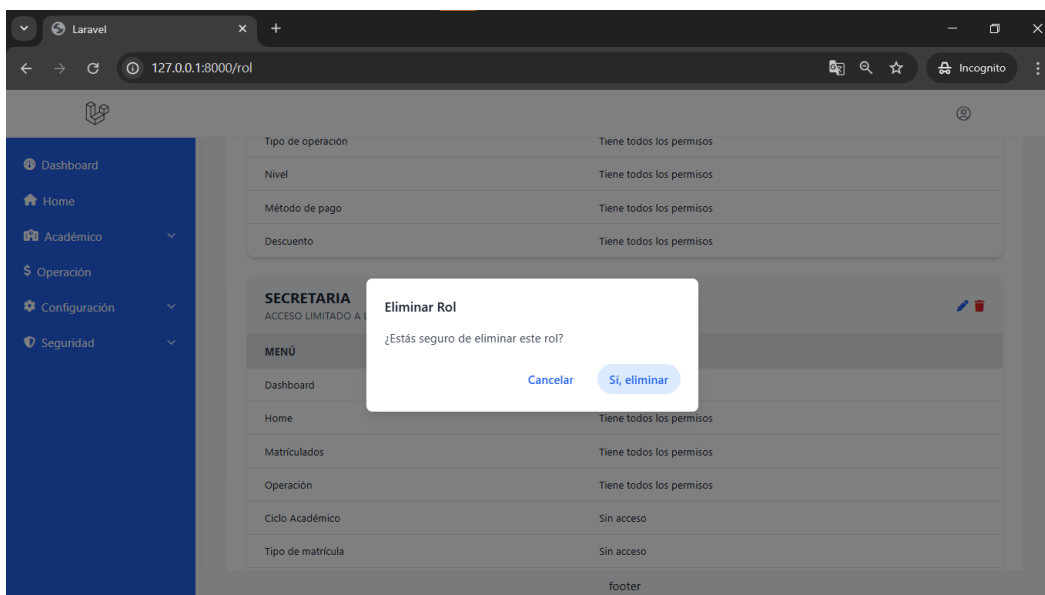 Laravel
127.0.0.1:8000/rol
Incognito
Dashboard
Home
Académico
$ Operación
Configuración
Seguridad
Tipo de operación Tiene todos los permisos
Nivel Tiene todos los permisos
Método de pago Tiene todos los permisos
Descuento Tiene todos los permisos
SECRETARIA
ACCESO LIMITADO A
MENÚ
Dashboard
Home Tiene todos los permisos
Matriculados Tiene todos los permisos
Operación Tiene todos los permisos
Ciclo Académico Sin acceso
Tipo de matrícula Sin acceso
Eliminar Rol
¿Estás seguro de eliminar este rol?
Cancelar Sí, eliminar
footer